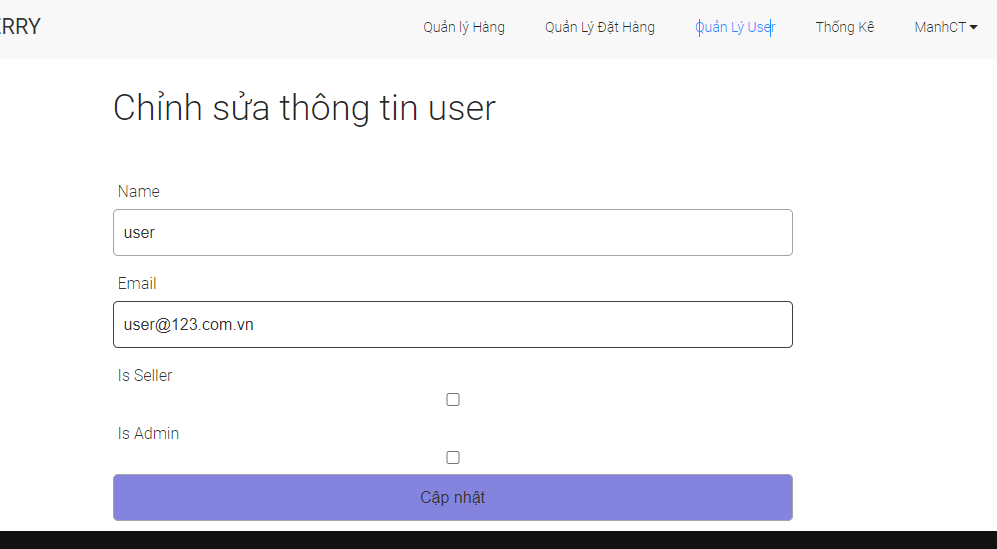 ERRY
Quản lý Hàng Quản Lý Đặt Hàng Quản Lý User Thống Kê ManhCT
Chỉnh sửa thông tin user
Name
user
Email
user@123.com.vn
Is Seller
Is Admin
Cập nhật